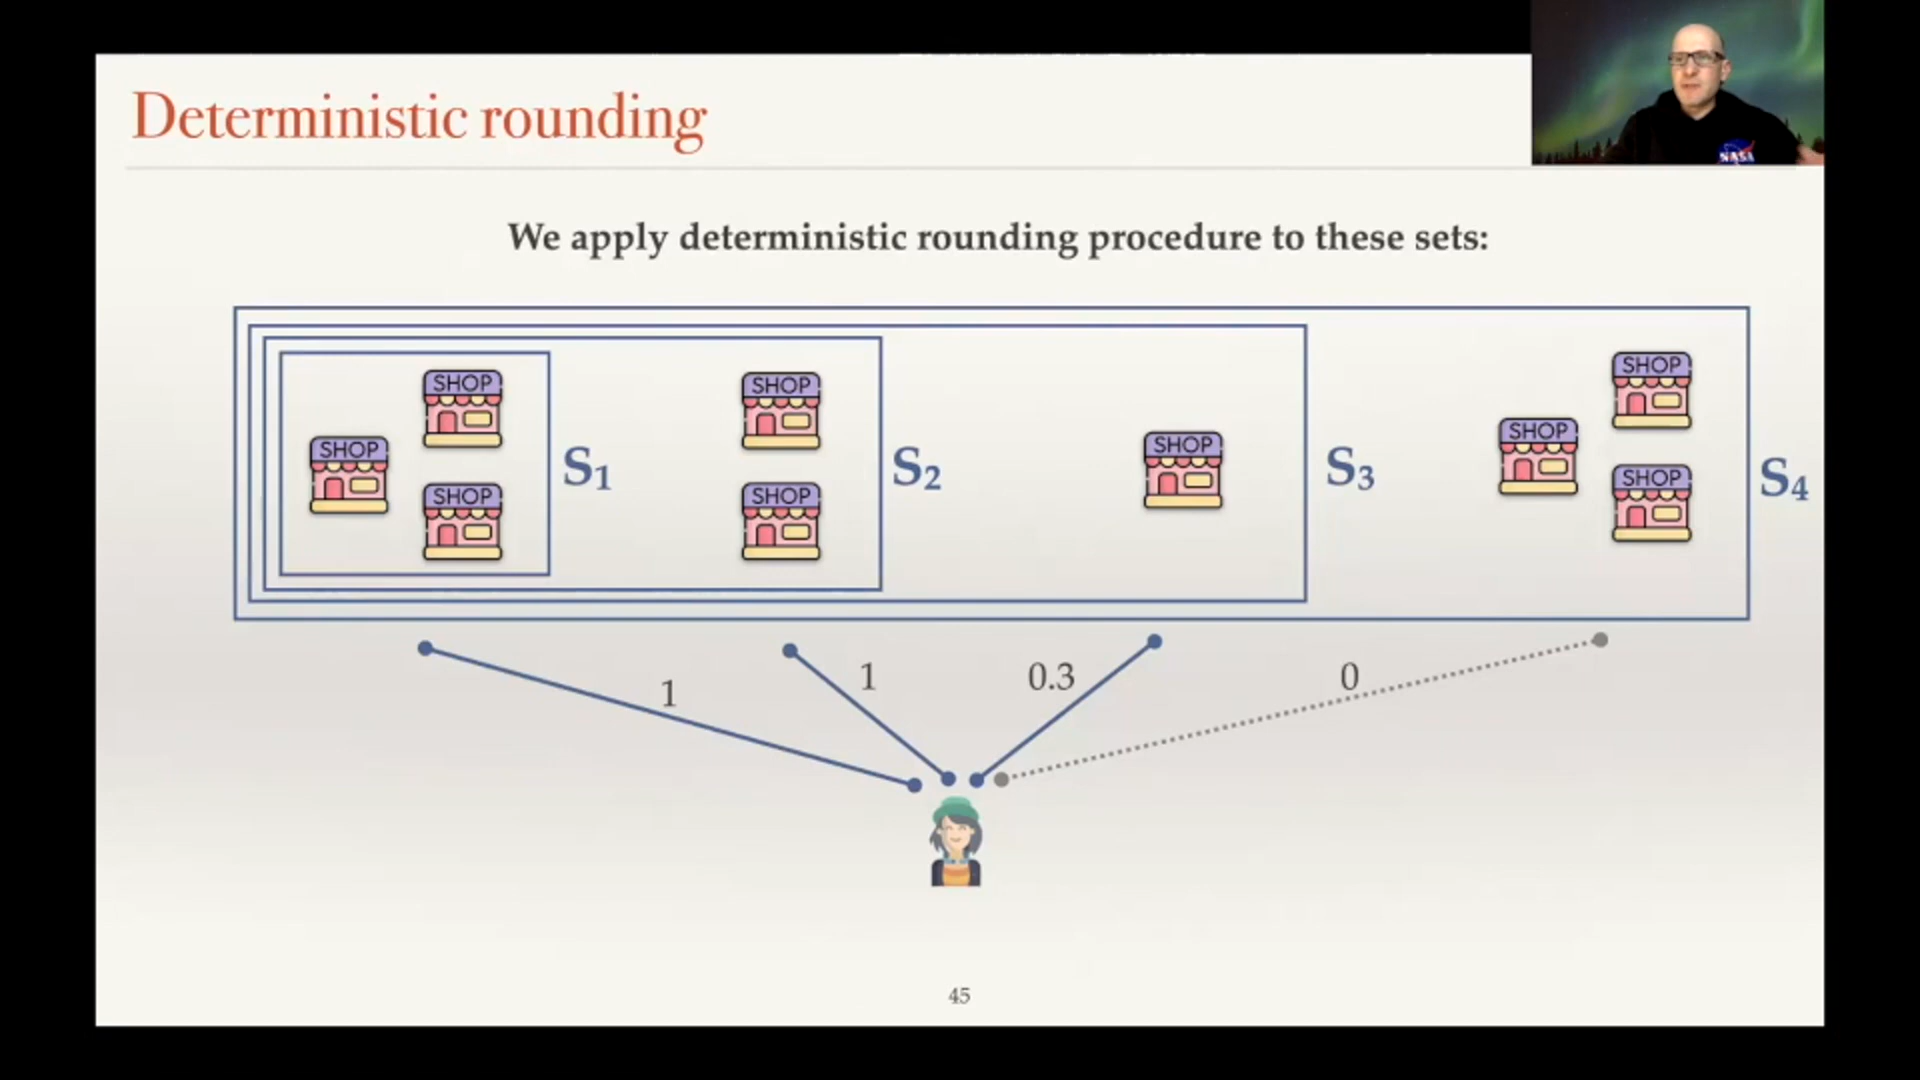 Deterministic rounding
NASA
We apply deterministic rounding procedure to these sets:
SHOP
SHOP
SHOP
S₁
SHOP
SHOP
S₂
SHOP
S₃
SHOP
SHOP
SHOP
S₄
1
1
0.3
0
45